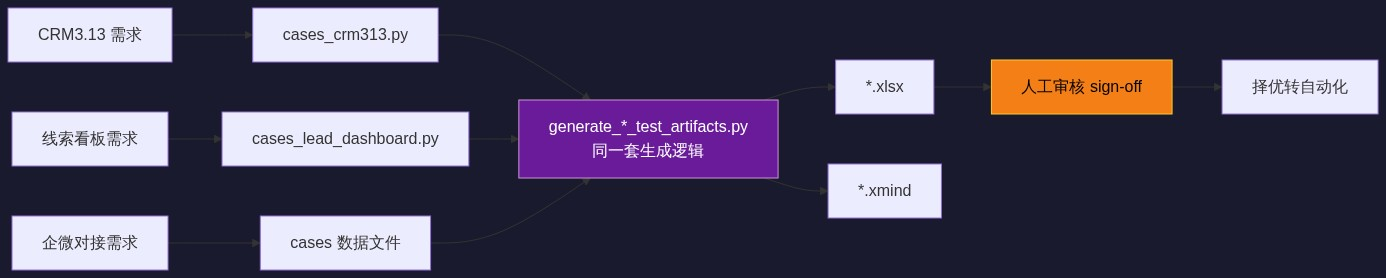 CRM3.13 需求
cases_crm313.py
线索看板需求
cases_lead_dashboard.py
企微对接需求
cases 数据文件
generate_*_test_artifacts.py
同一套生成逻辑
*.xlsx
人工审核 sign-off
择优转自动化
*.xmind